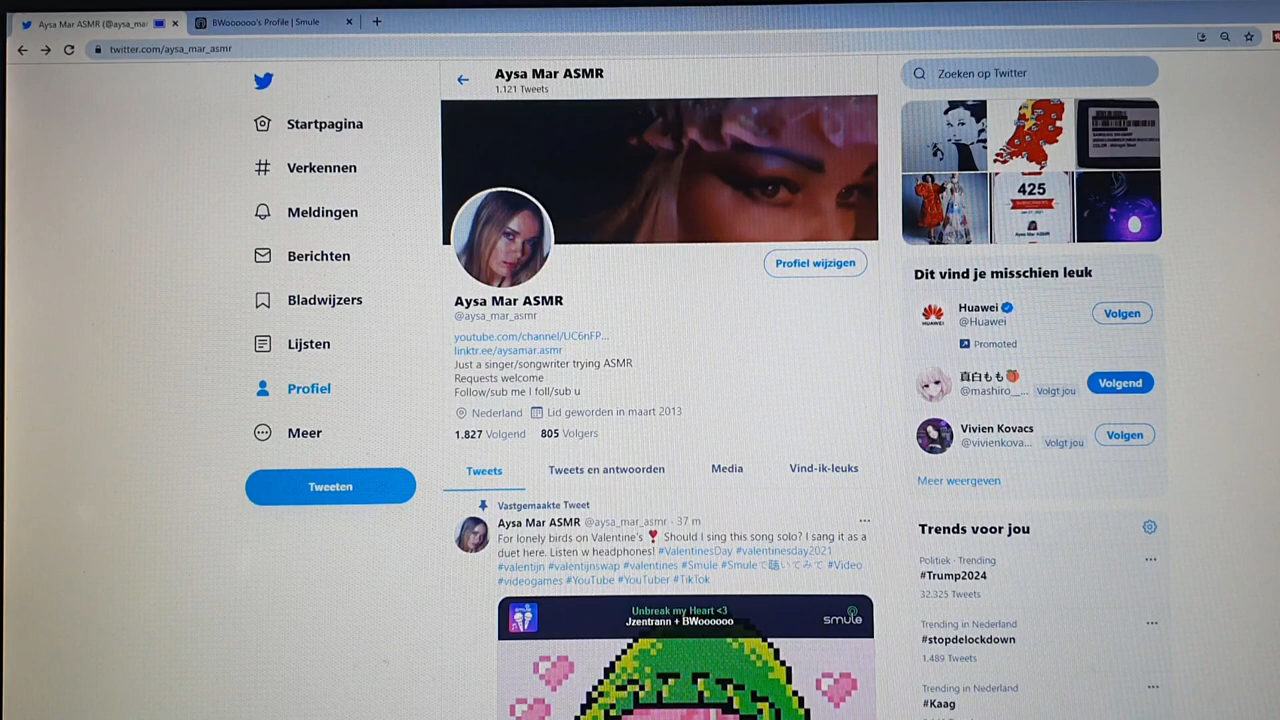 Aysa Mar ASMR (@aysa_mar
BWoooooo's Profile | Smule
twitter.com/aysa_mar_asmr
Startpagina
Verkennen
Meldingen
Berichten
Bladwijzers
Lijsten
Profiel
Meer
Tweeten
Aysa Mar ASMR
1.121 Tweets
Profiel wijzigen
Aysa Mar ASMR
@aysa_mar_asmr
youtube.com/channel/UC6nFP...
linktr.ee/aysamar.asmr
Just a singer/songwriter trying ASMR
Requests welcome
Follow/sub me I foll/sub u
Nederland Lid geworden in maart 2013
1.827 Volgend 805 Volgers
Tweets Tweets en antwoorden Media Vind-ik-leuks
Vastgemaakte Tweet
Aysa Mar ASMR @aysa_mar_asmr · 37 m
For lonely birds on Valentine's ❣ Should I sing this song solo? I sang it as a
duet here. Listen w headphones! #ValentinesDay #valentinesday2021
#valentijn #valentijnswap #valentines #Smule #Smuleで聴いてみて #Video
#videogames #YouTube #YouTuber #TikTok
Unbreak my Heart <3
Jzentrann + BWoooooo
smule
Zoeken op Twitter
425
Aysa Mar ASMR
Dit vind je misschien leuk
Huawei
@Huawei
Volgen
HUAWEI
Promoted
真白もも🍑
@mashiro__... Volgt jou
Volgend
Vivien Kovacs
@vivienkova... Volgt jou
Volgen
Meer weergeven
Trends voor jou
Politiek · Trending
#Trump2024
32.325 Tweets
Trending in Nederland
#stopdelockdown
1.489 Tweets
Trending in Nederland
#Kaag